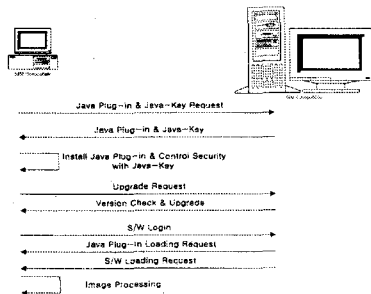 Java Plug-in & Java-Key Request
Java Plug-in & Java-Key
Install Java Plug-in & Control Security
with Java-Key
Upgrade Request
Version Check & Upgrade
S/W Login
Java Plug-in Loading Request
S/W Loading Request
Image Processing